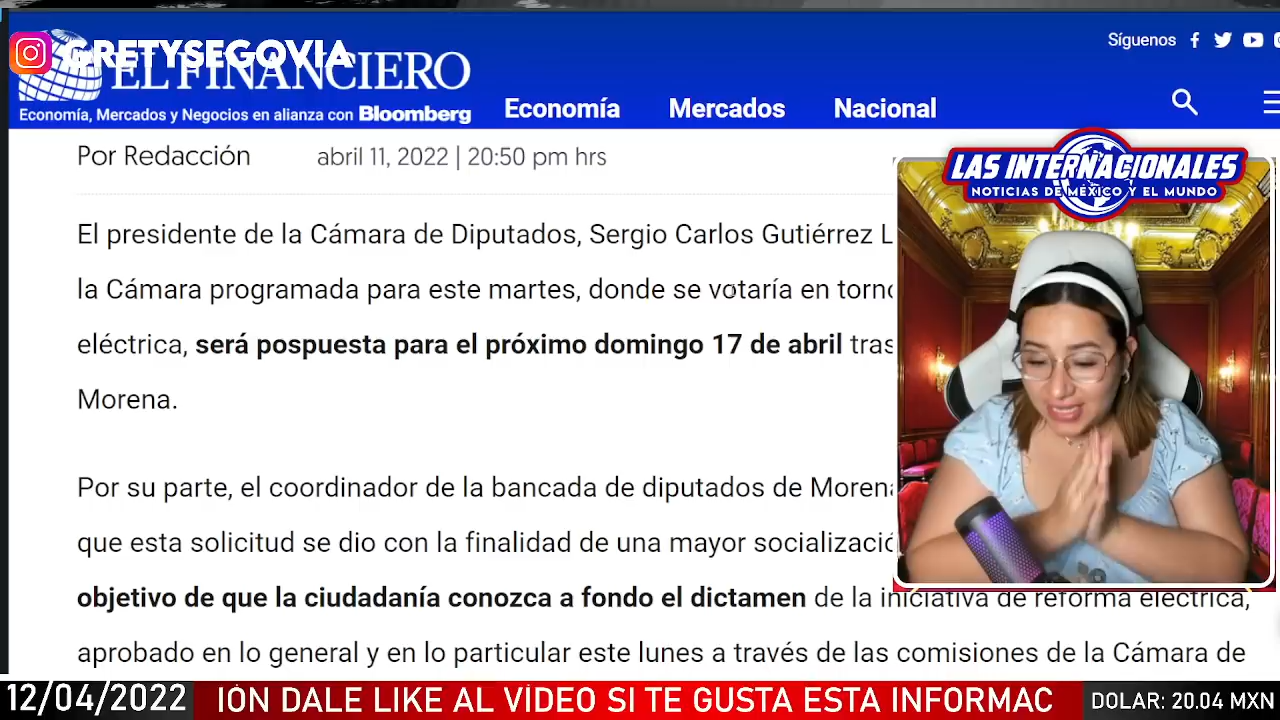 GRETYSEGOVIA
EL FINANCIERO
Economía, Mercados y Negocios en alianza con Bloomberg
Economía Mercados Nacional
Síguenos
Por Redacción abril 11, 2022 | 20:50 pm hrs
LAS INTERNACIONALES
NOTICIAS DE MÉXICO Y EL MUNDO
El presidente de la Cámara de Diputados, Sergio Carlos Gutiérrez L
la Cámara programada para este martes, donde se votaría en torno
eléctrica, será pospuesta para el próximo domingo 17 de abril tras
Morena.
Por su parte, el coordinador de la bancada de diputados de Morena
que esta solicitud se dio con la finalidad de una mayor socializació
objetivo de que la ciudadanía conozca a fondo el dictamen de la iniciativa de reforma eléctrica,
aprobado en lo general y en lo particular este lunes a través de las comisiones de la Cámara de
12/04/2022 IÓN DALE LIKE AL VÍDEO SI TE GUSTA ESTA INFORMAC DOLAR: 20.04 MXN